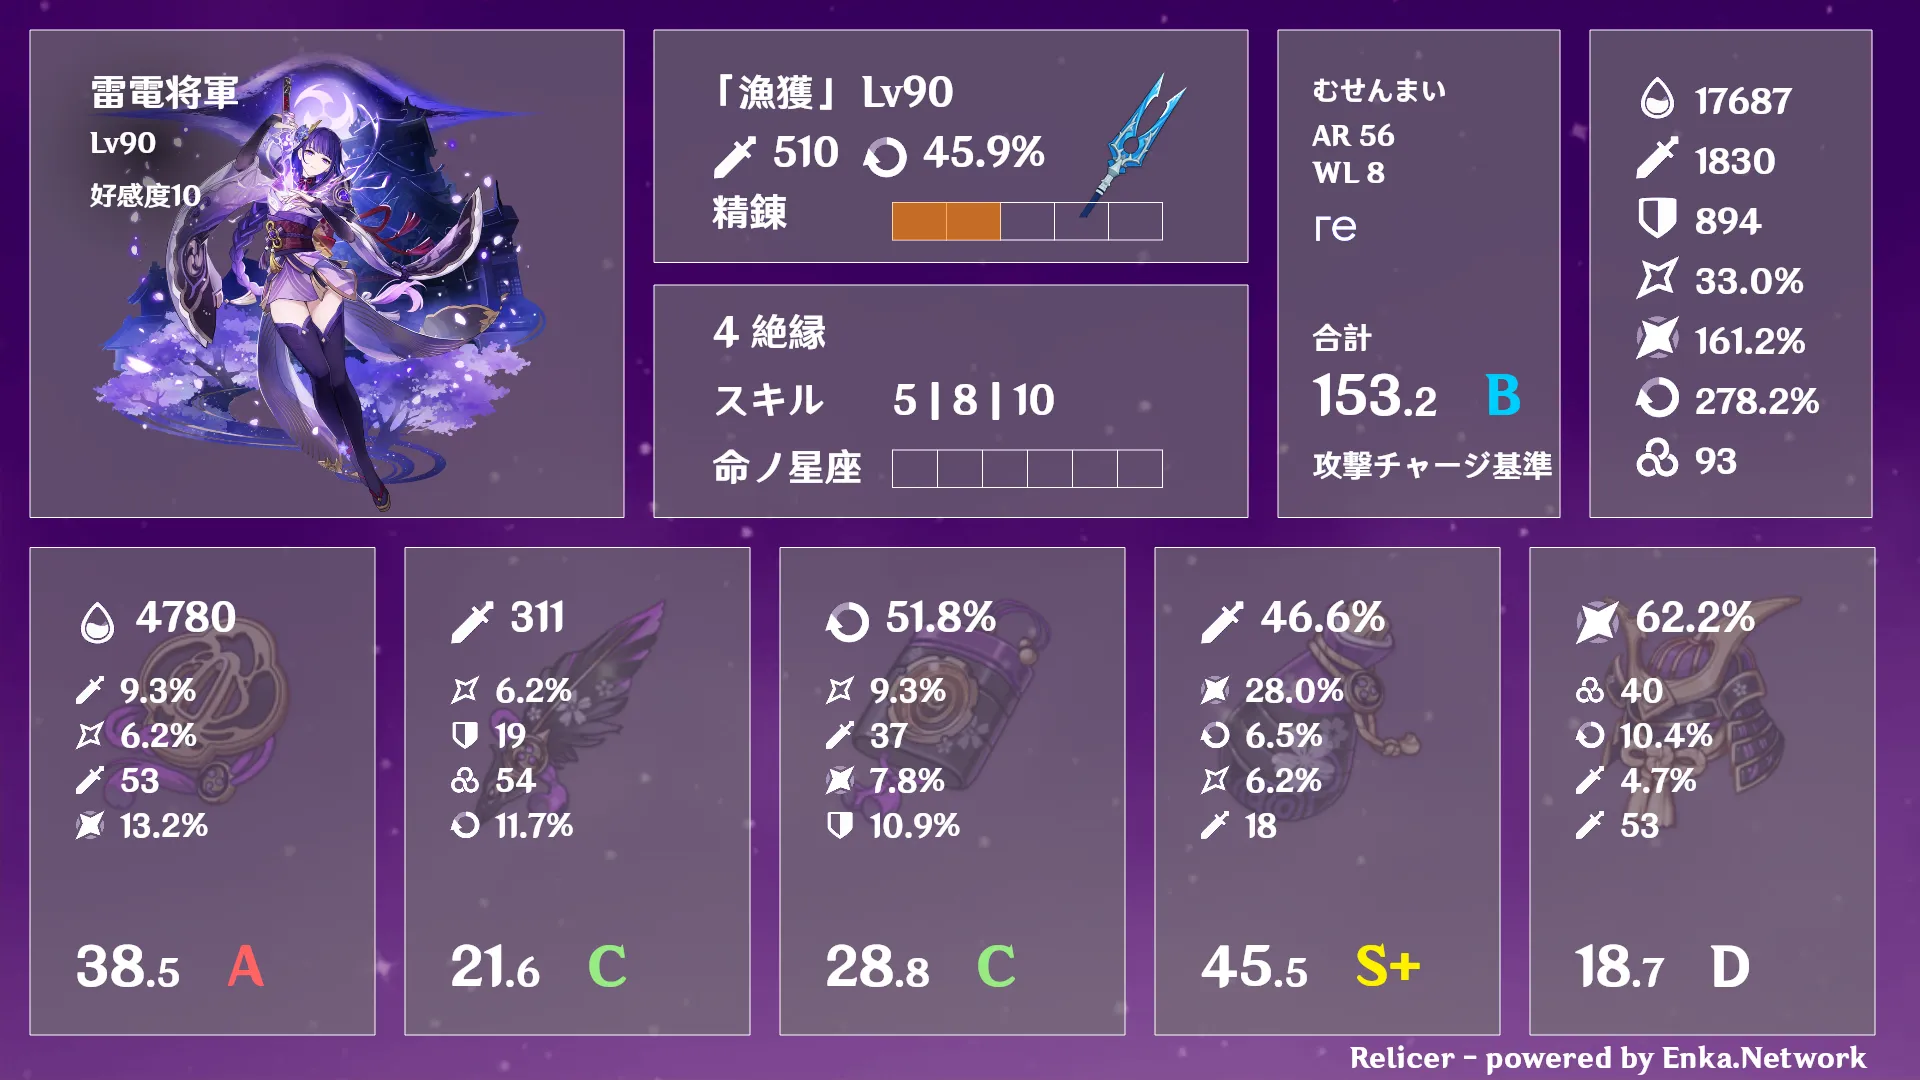 雷電将軍
Lv90
好感度10
「漁獲」 Lv90
510 45.9%
精錬
4 絶縁
スキル 5 | 8 | 10
命ノ星座
むせんまい
AR 56
WL 8
re
合計
153.2 B
攻撃チャージ基準
17687
1830
894
33.0%
161.2%
278.2%
93
4780
9.3%
6.2%
53
13.2%
38.5 A
311
6.2%
19
54
11.7%
21.6 C
51.8%
9.3%
37
7.8%
10.9%
28.8 C
46.6%
28.0%
6.5%
6.2%
18
45.5 S+
62.2%
40
10.4%
4.7%
53
18.7 D
Relicer - powered by Enka.Network